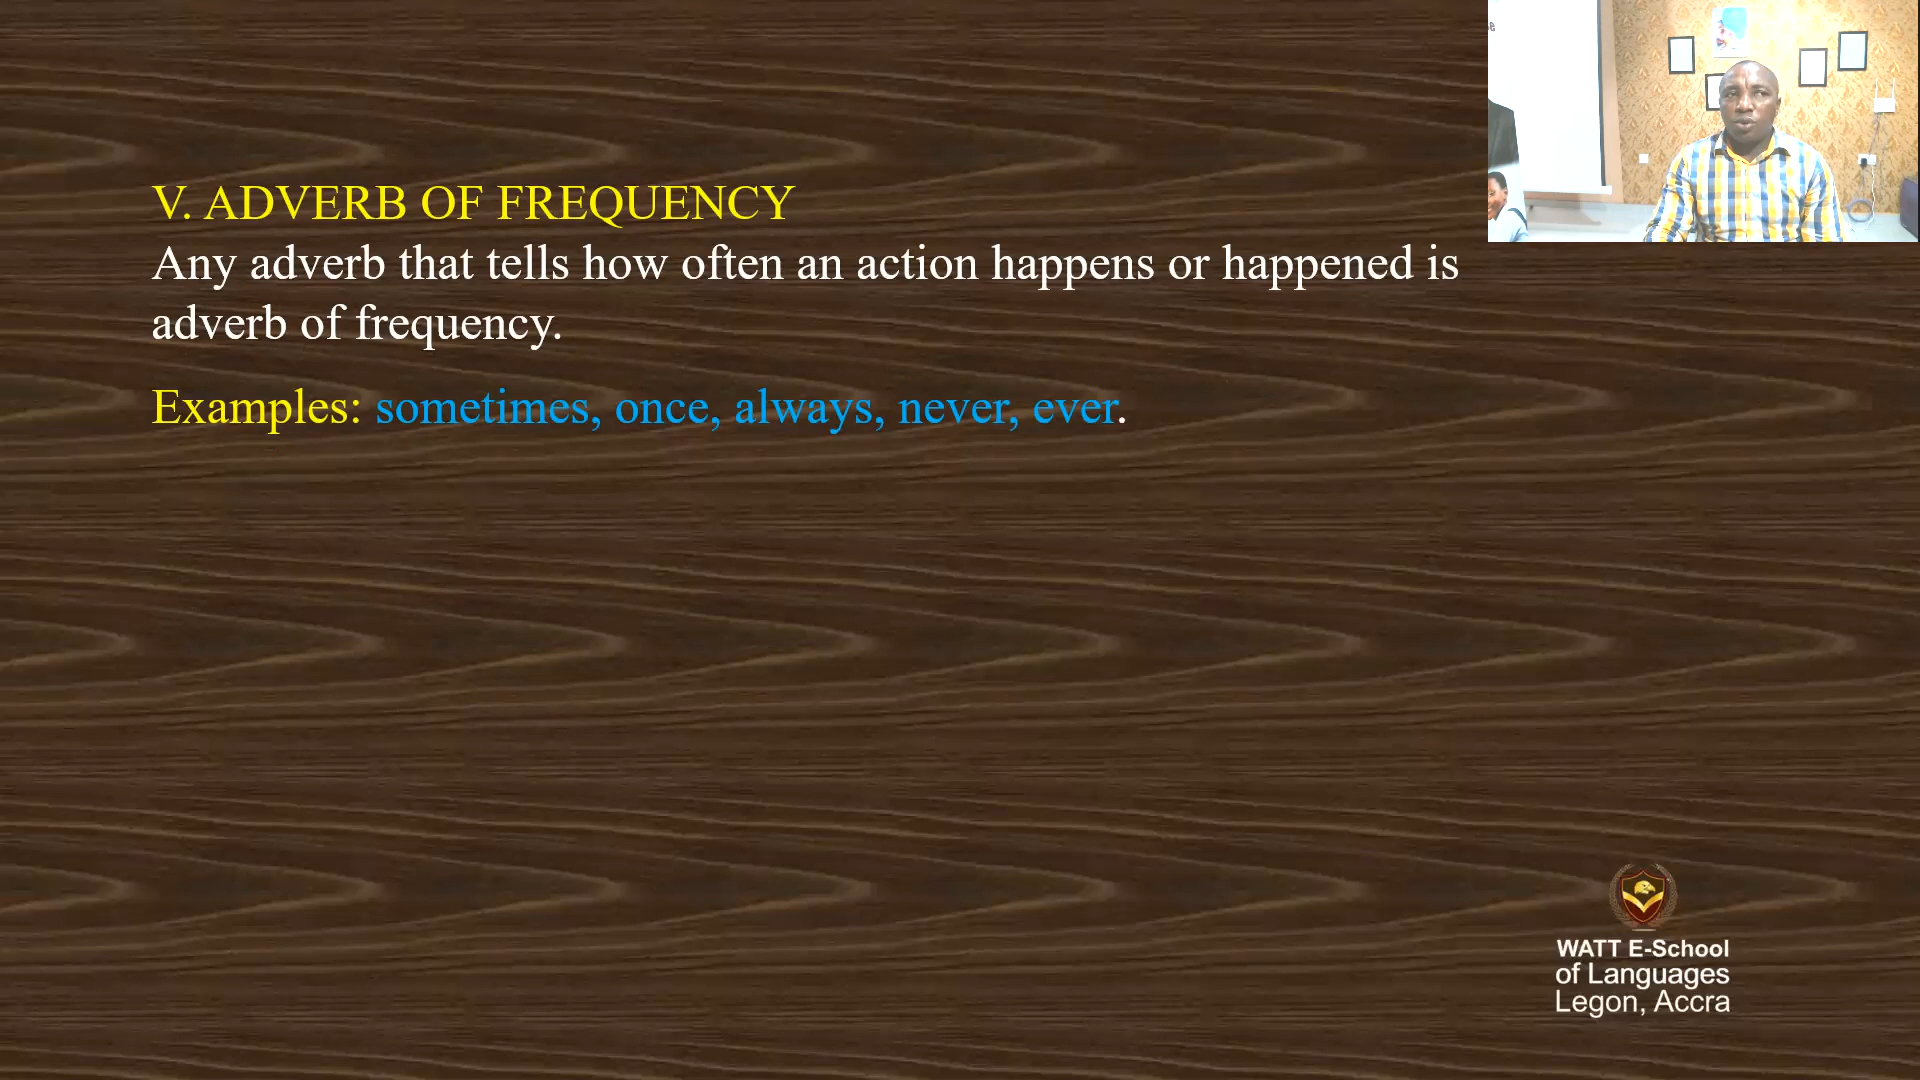 V. ADVERB OF FREQUENCY
Any adverb that tells how often an action happens or happened is
adverb of frequency.
Examples: sometimes, once, always, never, ever.
WATT E-School
of Languages
Legon, Accra